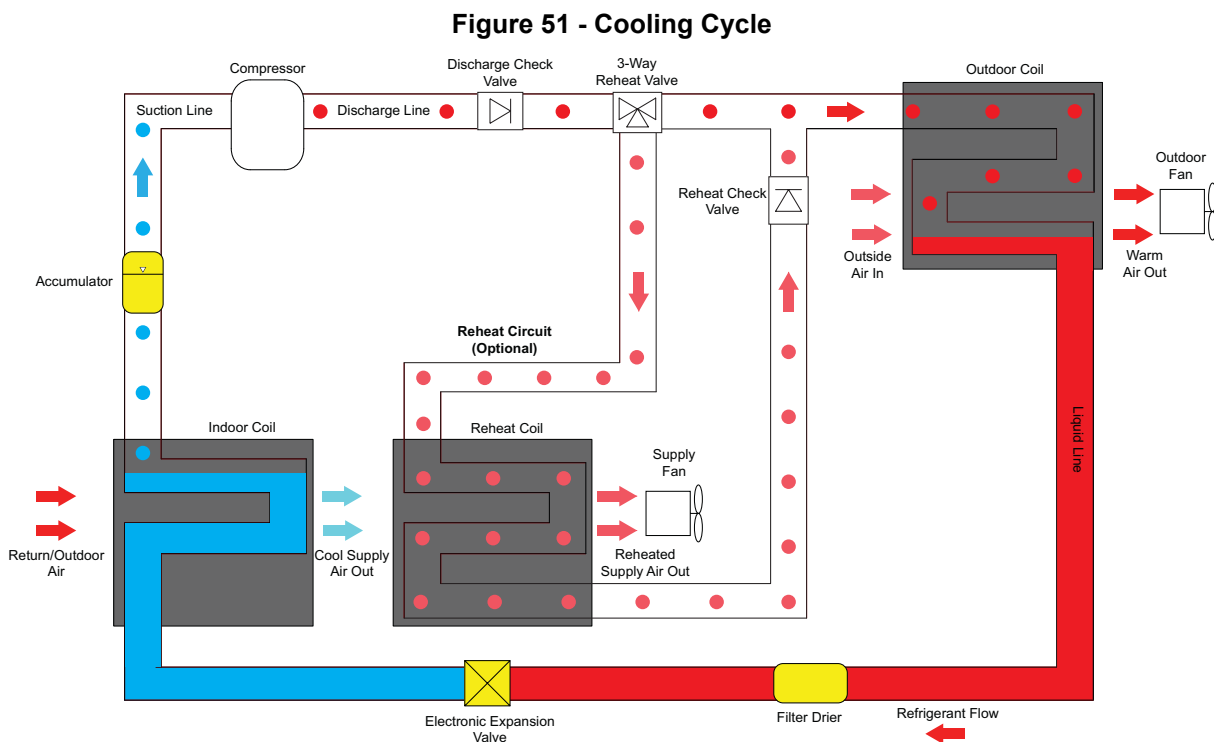 Figure 51 - Cooling Cycle
Compressor
Discharge Check
Valve
3-Way
Reheat Valve
Outdoor Coil
Suction Line
Discharge Line
Outdoor
Fan
Reheat Check
Valve
Outside
Air In
Warm
Air Out
Accumulator
Reheat Circuit
(Optional)
Liquid Line
Indoor Coil
Reheat Coil
Supply
Fan
Return/Outdoor
Air
Cool Supply
Air Out
Reheated
Supply Air Out
Electronic Expansion
Valve
Filter Drier
Refrigerant Flow